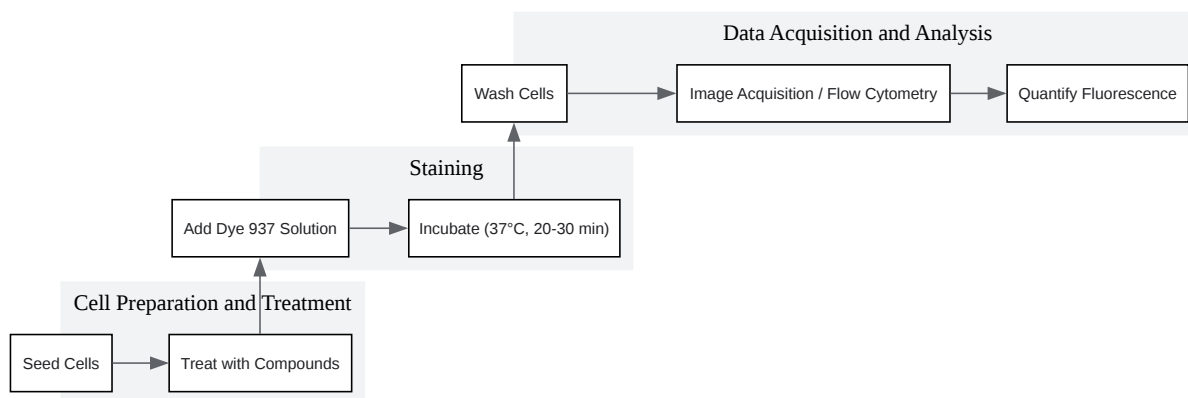 Data Acquisition and Analysis
Wash Cells
Image Acquisition / Flow Cytometry
Quantify Fluorescence
Staining
Add Dye 937 Solution
Incubate (37°C, 20-30 min)
Cell Preparation and Treatment
Seed Cells
Treat with Compounds